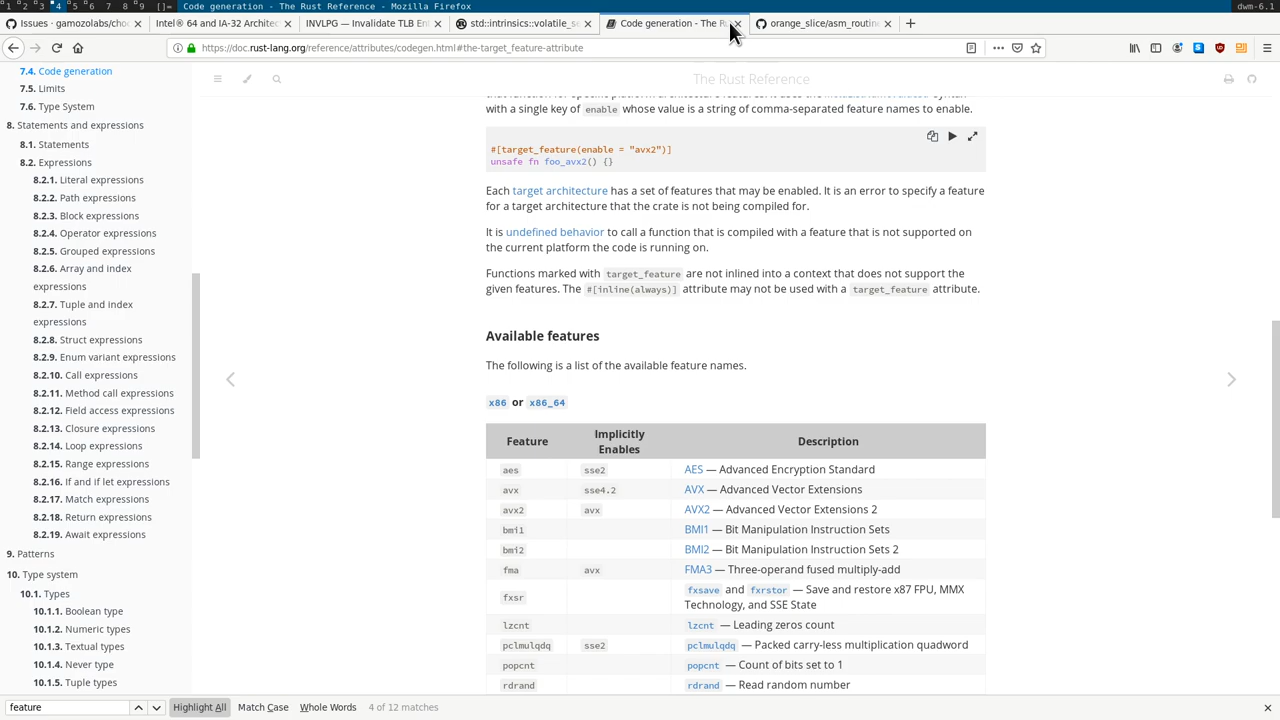 1 2 3 4 5 6 7 8 9 []= Code generation - The Rust Reference - Mozilla Firefox dwm-6.1
Issues · gamozolabs/cho
Intel® 64 and IA-32 Architec
INVLPG — Invalidate TLB En
std::intrinsics::volatile_se
Code generation - The Ru
orange_slice/asm_routine
https://doc.rust-lang.org/reference/attributes/codegen.html#the-target_feature-attribute
7.4. Code generation
7.5. Limits
7.6. Type System
8. Statements and expressions
8.1. Statements
8.2. Expressions
8.2.1. Literal expressions
8.2.2. Path expressions
8.2.3. Block expressions
8.2.4. Operator expressions
8.2.5. Grouped expressions
8.2.6. Array and index
expressions
8.2.7. Tuple and index
expressions
8.2.8. Struct expressions
8.2.9. Enum variant expressions
8.2.10. Call expressions
8.2.11. Method call expressions
8.2.12. Field access expressions
8.2.13. Closure expressions
8.2.14. Loop expressions
8.2.15. Range expressions
8.2.16. If and if let expressions
8.2.17. Match expressions
8.2.18. Return expressions
8.2.19. Await expressions
9. Patterns
10. Type system
10.1. Types
10.1.1. Boolean type
10.1.2. Numeric types
10.1.3. Textual types
10.1.4. Never type
10.1.5. Tuple types
The Rust Reference
with a single key of enable whose value is a string of comma-separated feature names to enable.
#[target_feature(enable = "avx2")]
unsafe fn foo_avx2() {}
Each target architecture has a set of features that may be enabled. It is an error to specify a feature
for a target architecture that the crate is not being compiled for.
It is undefined behavior to call a function that is compiled with a feature that is not supported on
the current platform the code is running on.
Functions marked with target_feature are not inlined into a context that does not support the
given features. The #[inline(always)] attribute may not be used with a target_feature attribute.
Available features
The following is a list of the available feature names.
x86 or x86_64
Feature Implicitly Enables Description
aes sse2 AES — Advanced Encryption Standard
avx sse4.2 AVX — Advanced Vector Extensions
avx2 avx AVX2 — Advanced Vector Extensions 2
bmi1 BMI1 — Bit Manipulation Instruction Sets
bmi2 BMI2 — Bit Manipulation Instruction Sets 2
fma avx FMA3 — Three-operand fused multiply-add
fxsr fxsave and fxrstor — Save and restore x87 FPU, MMX
Technology, and SSE State
lzcnt lzcnt — Leading zeros count
pclmulqdq sse2 pclmulqdq — Packed carry-less multiplication quadword
popcnt popcnt — Count of bits set to 1
rdrand rdrand — Read random number
feature Highlight All Match Case Whole Words 4 of 12 matches